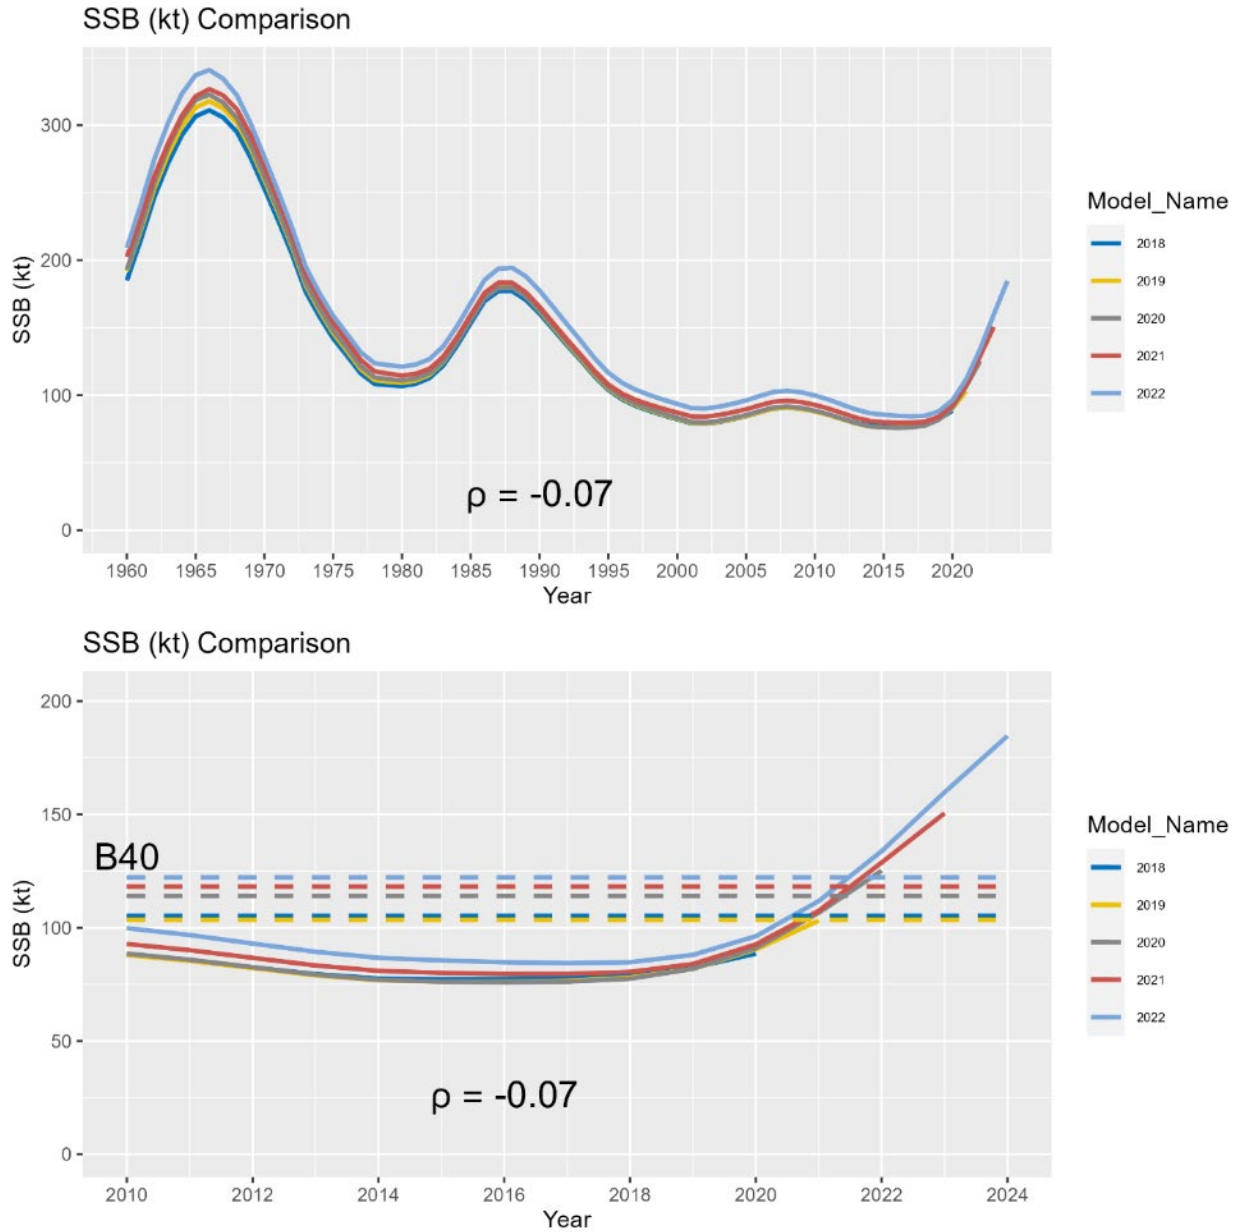 SSB (kt) Comparison
300
200
100
0
SSB (kt)
ρ = -0.07
1960 1965 1970 1975 1980 1985 1990 1995 2000 2005 2010 2015 2020
Year
Model_Name
2018
2019
2020
2021
2022
SSB (kt) Comparison
200
150
100
50
0
SSB (kt)
B40
ρ = -0.07
2010 2012 2014 2016 2018 2020 2022 2024
Year
Model_Name
2018
2019
2020
2021
2022